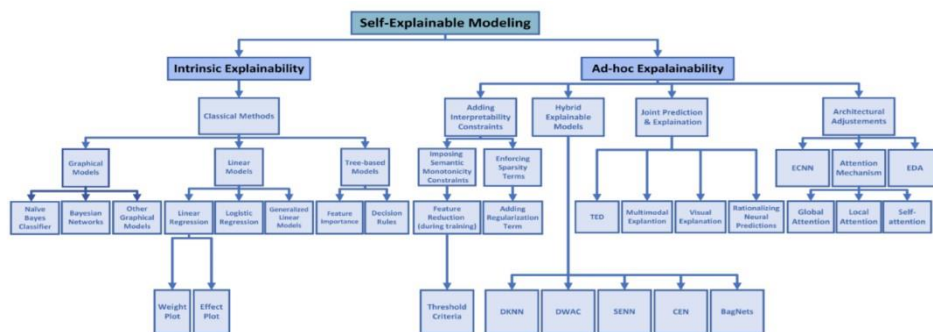 Self-Explainable Modeling
Intrinsic Explainability
Ad-hoc Expalainability
Classical Methods
Adding
Interpretability
Constraints
Hybrid
Explainable
Models
Joint Prediction
& Explaination
Architectural
Adjustements
Graphical
Models
Linear
Models
Tree-based
Models
Imposing
Semantic
Monotonicity
Constraints
Enforcing
Sparsity
Terms
ECNN
Attention
Mechanism
EDA
Naïve
Bayes
Classifier
Bayesian
Networks
Other
Graphical
Models
Linear
Regression
Logistic
Regression
Generalized
Linear
Models
Feature
Importance
Decision
Rules
Feature
Reduction
(during training)
Adding
Regularization
Term
TED
Multimodal
Explantion
Visual
Explanation
Rationalizing
Neural
Predictions
Global
Attention
Local
Attention
Self-
attention
Weight
Plot
Effect
Plot
Threshold
Criteria
DKNN
DWAC
SENN
CEN
BagNets